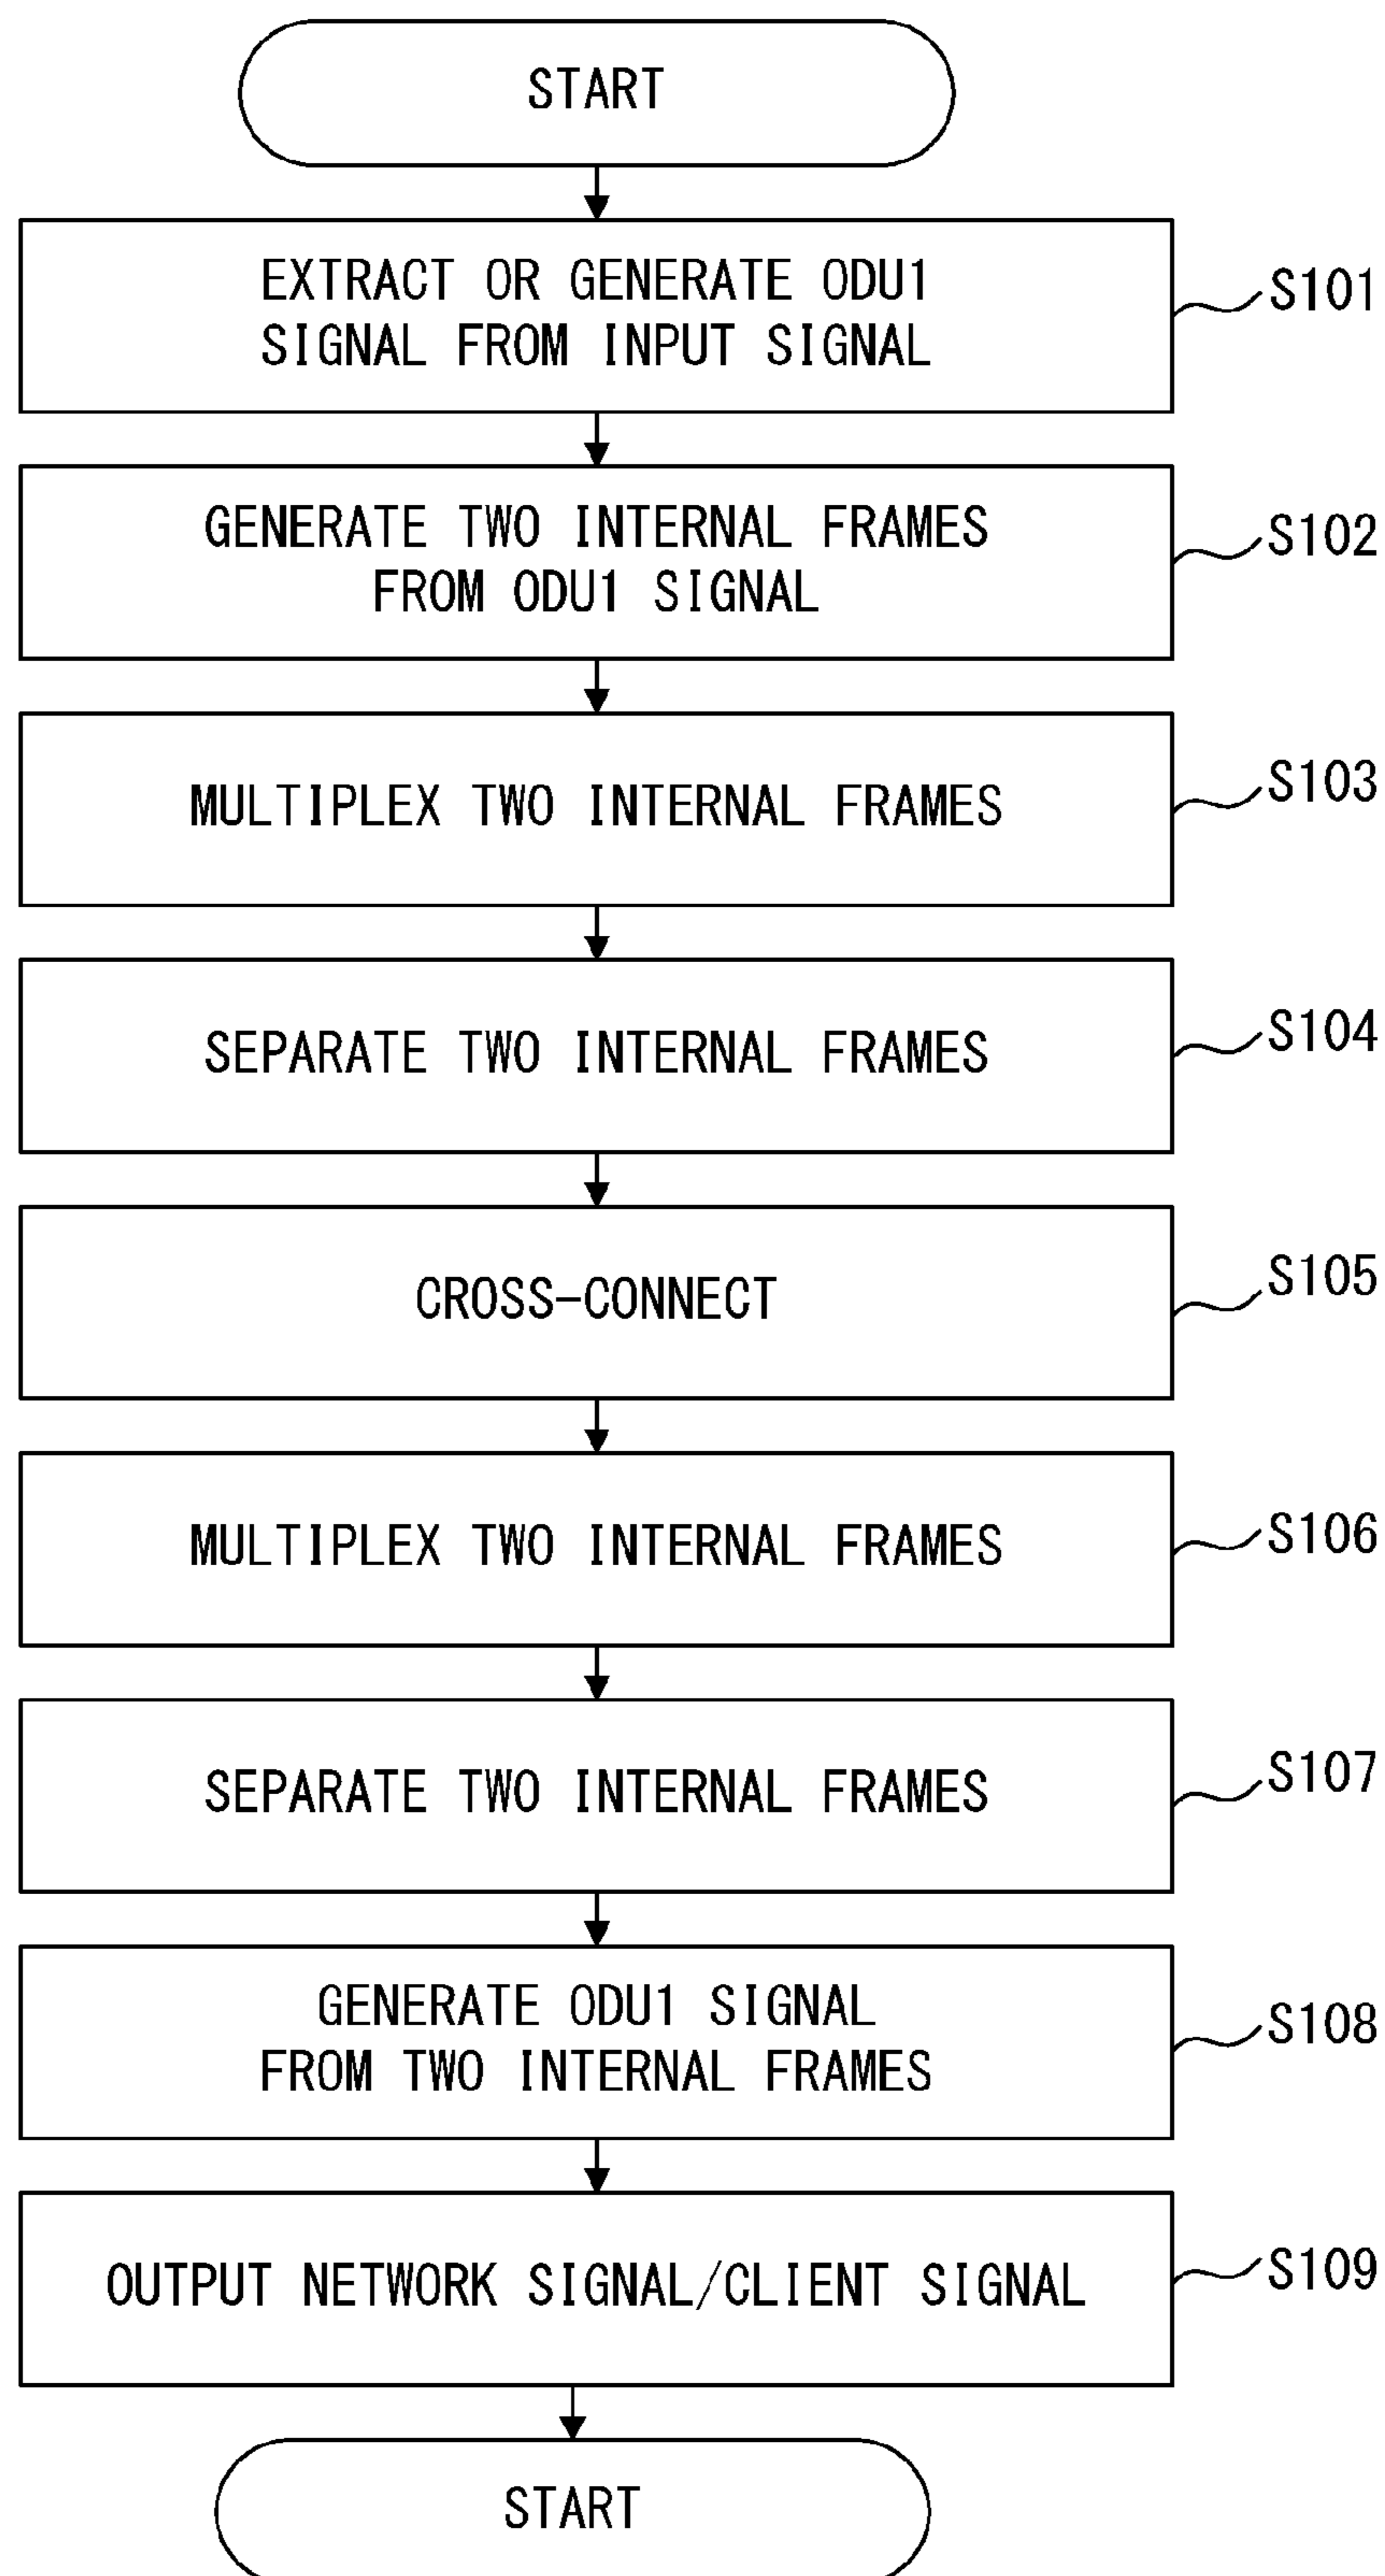 START
EXTRACT OR GENERATE ODU1
SIGNAL FROM INPUT SIGNAL
S101
GENERATE TWO INTERNAL FRAMES
FROM ODU1 SIGNAL
S102
MULTIPLEX TWO INTERNAL FRAMES
S103
SEPARATE TWO INTERNAL FRAMES
S104
CROSS-CONNECT
S105
MULTIPLEX TWO INTERNAL FRAMES
S106
SEPARATE TWO INTERNAL FRAMES
S107
GENERATE ODU1 SIGNAL
FROM TWO INTERNAL FRAMES
S108
OUTPUT NETWORK SIGNAL/CLIENT SIGNAL
S109
START